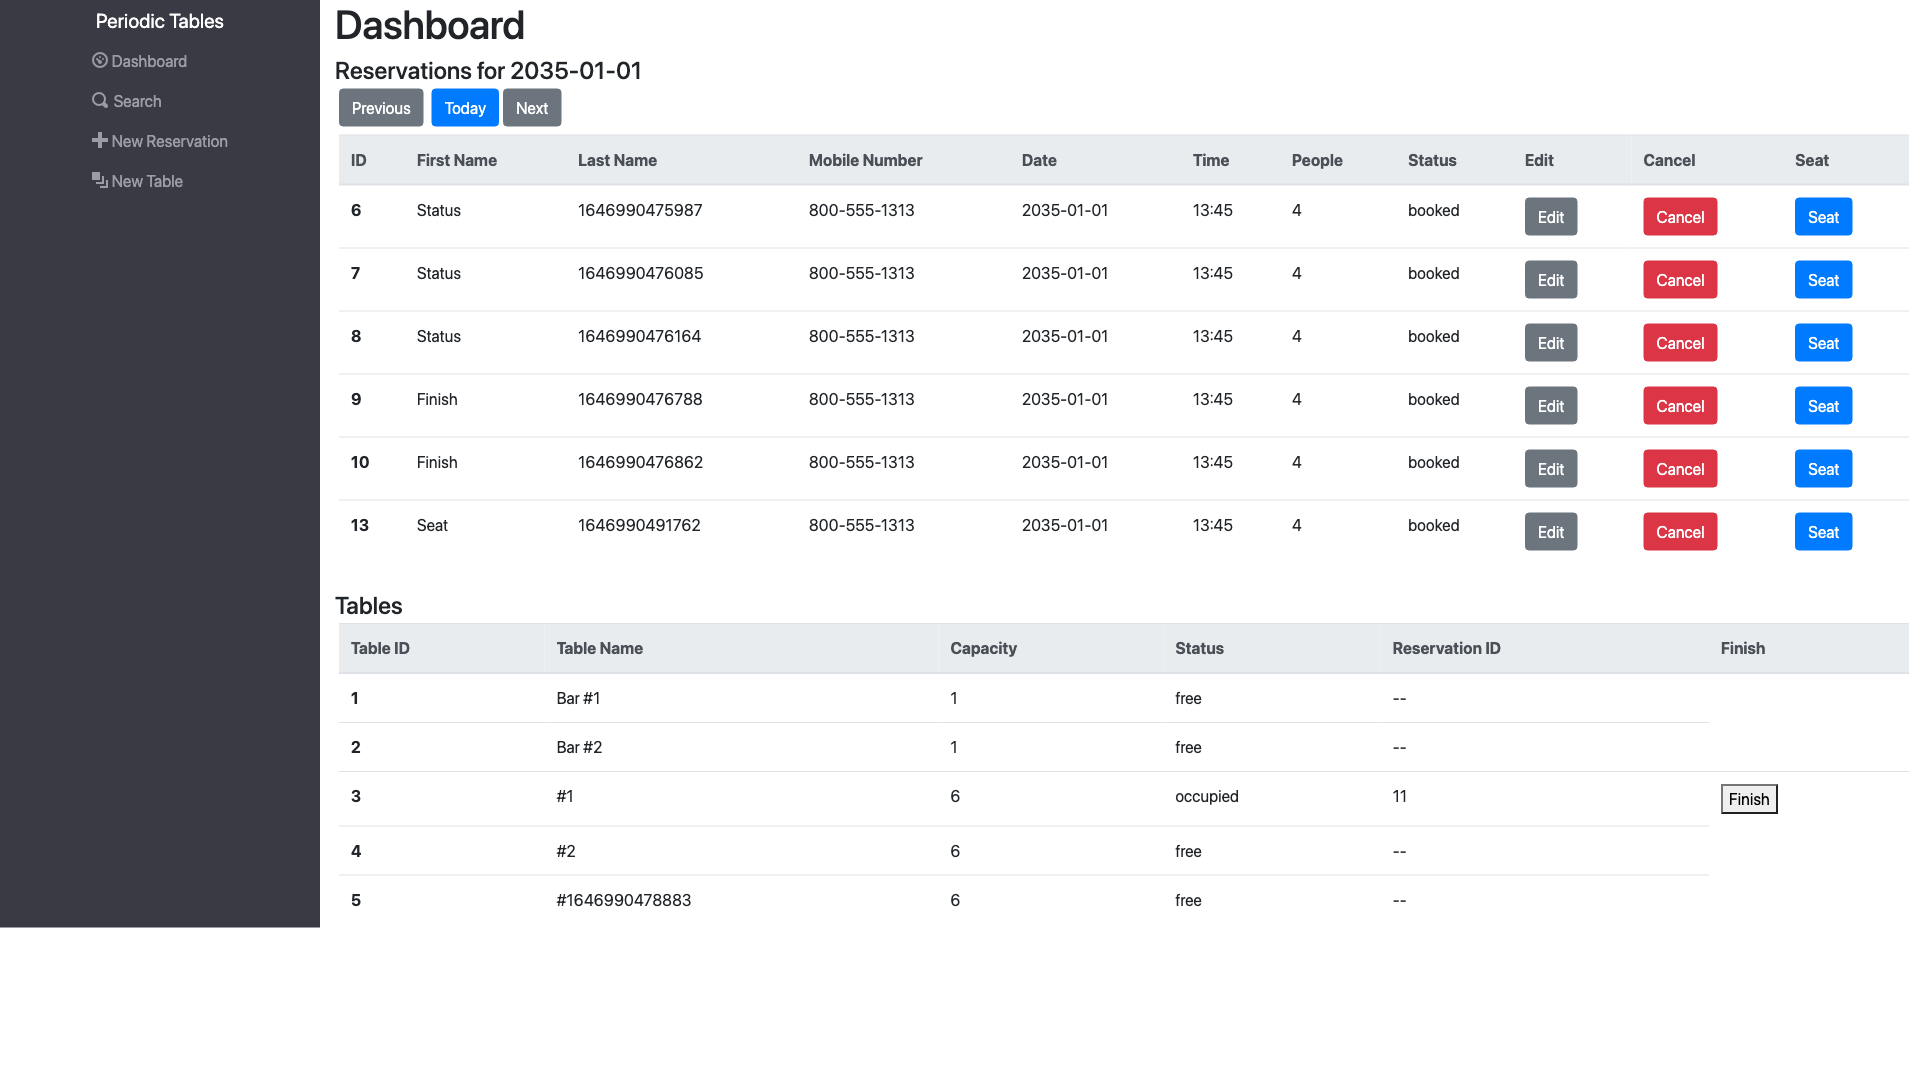 Periodic Tables
Dashboard
Search
New Reservation
New Table
Dashboard
Reservations for 2035-01-01
Previous Today Next
ID First Name Last Name Mobile Number Date Time People Status Edit Cancel Seat
6 Status 1646990475987 800-555-1313 2035-01-01 13:45 4 booked Edit Cancel Seat
7 Status 1646990476085 800-555-1313 2035-01-01 13:45 4 booked Edit Cancel Seat
8 Status 1646990476164 800-555-1313 2035-01-01 13:45 4 booked Edit Cancel Seat
9 Finish 1646990476788 800-555-1313 2035-01-01 13:45 4 booked Edit Cancel Seat
10 Finish 1646990476862 800-555-1313 2035-01-01 13:45 4 booked Edit Cancel Seat
13 Seat 1646990491762 800-555-1313 2035-01-01 13:45 4 booked Edit Cancel Seat
Tables
Table ID Table Name Capacity Status Reservation ID Finish
1 Bar #1 1 free --
2 Bar #2 1 free --
3 #1 6 occupied 11 Finish
4 #2 6 free --
5 #1646990478883 6 free --